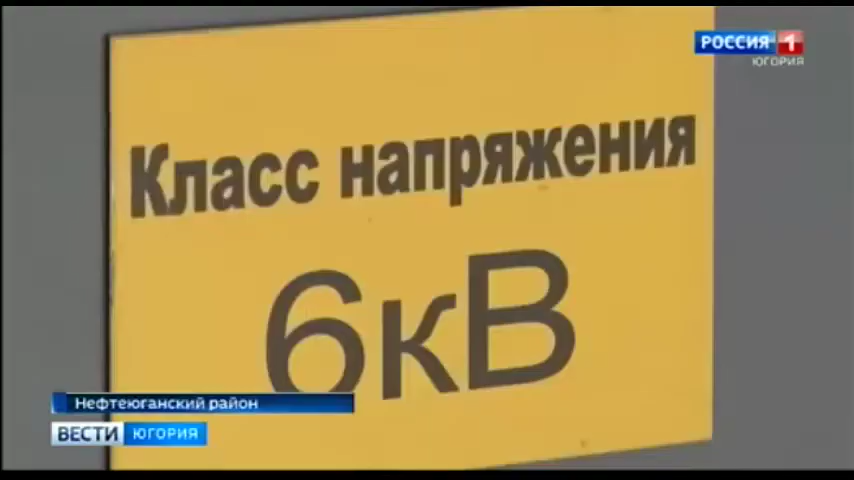 РОССИЯ 1
ЮГОРИЯ
Класс напряжения
6кВ
Нефтеюганский район
ВЕСТИ ЮГОРИЯ